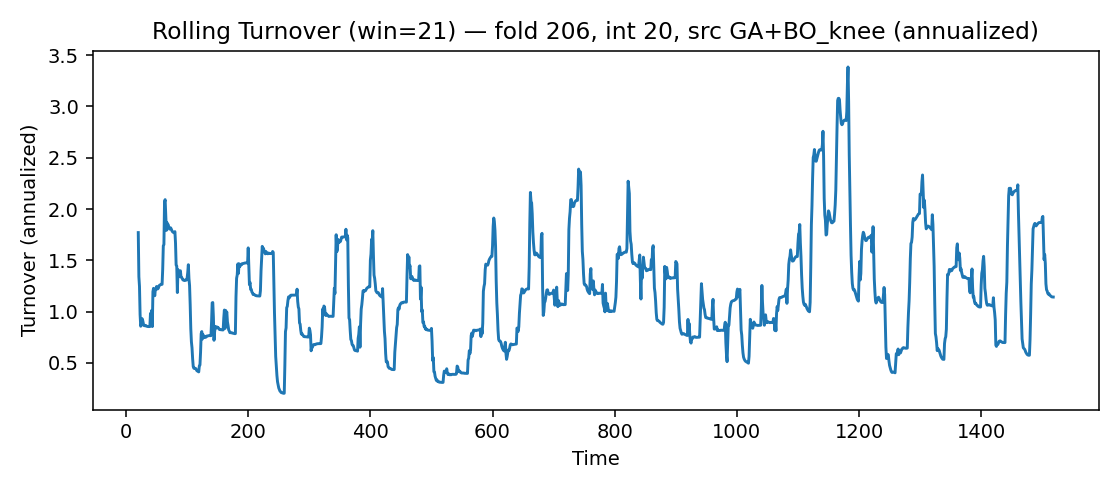 Rolling Turnover (win=21) — fold 206, int 20, src GA+BO_knee (annualized)
Turnover (annualized)
3.5
3.0
2.5
2.0
1.5
1.0
0.5
0 200 400 600 800 1000 1200 1400
Time